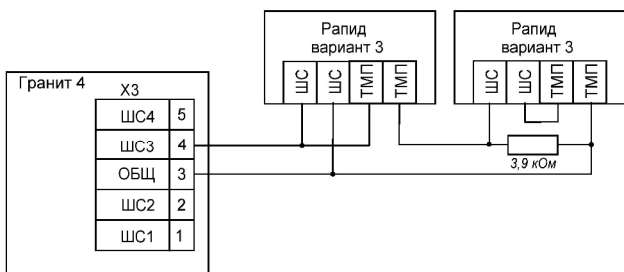 Рапид
вариант 3
ШС
ШС
ТМП
ТМП
Рапид
вариант 3
ШС
ШС
ТМП
ТМП
Гранит 4
X3
ШС4 5
ШС3 4
ОБЩ 3
ШС2 2
ШС1 1
3,9 кОм